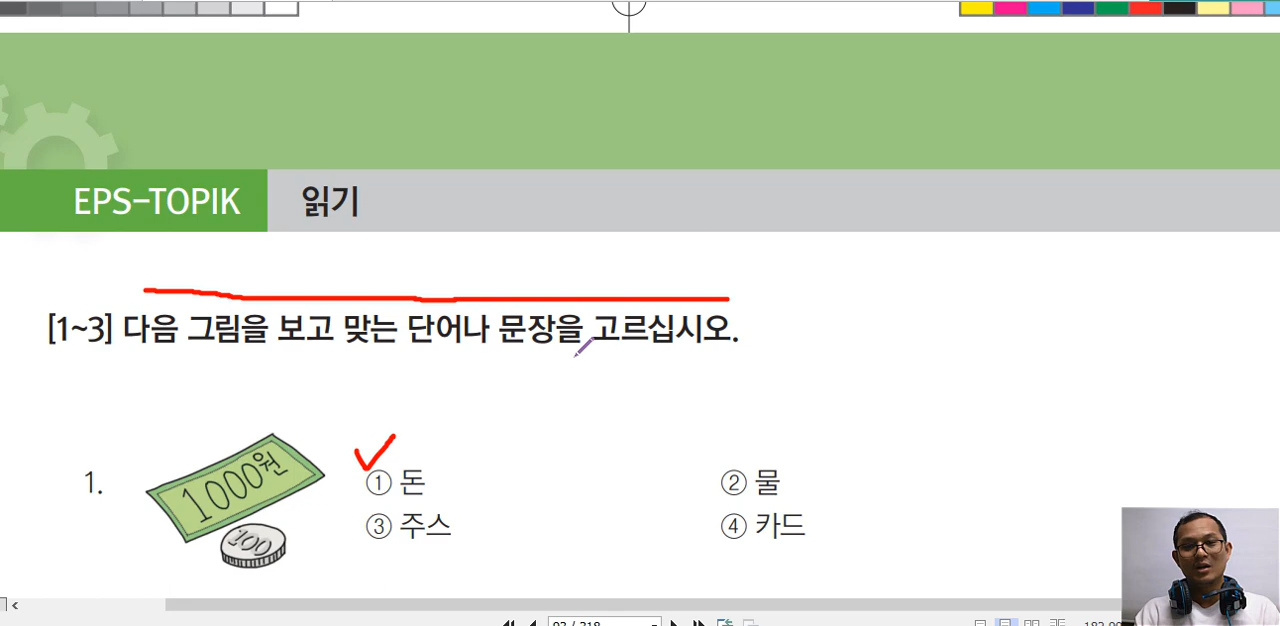 EPS-TOPIK 읽기
[1~3] 다음 그림을 보고 맞는 단어나 문장을 고르십시오.
1.
1000원
100
① 돈 ② 물
③ 주스 ④ 카드